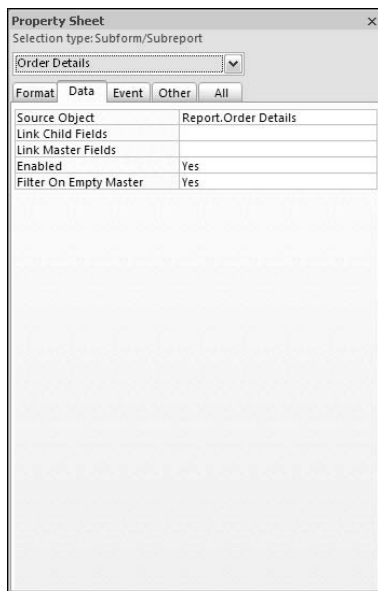 Property Sheet
Selection type: Subform/Subreport
Order Details
Format Data Event Other All
Source Object Report.Order Details
Link Child Fields
Link Master Fields
Enabled Yes
Filter On Empty Master Yes